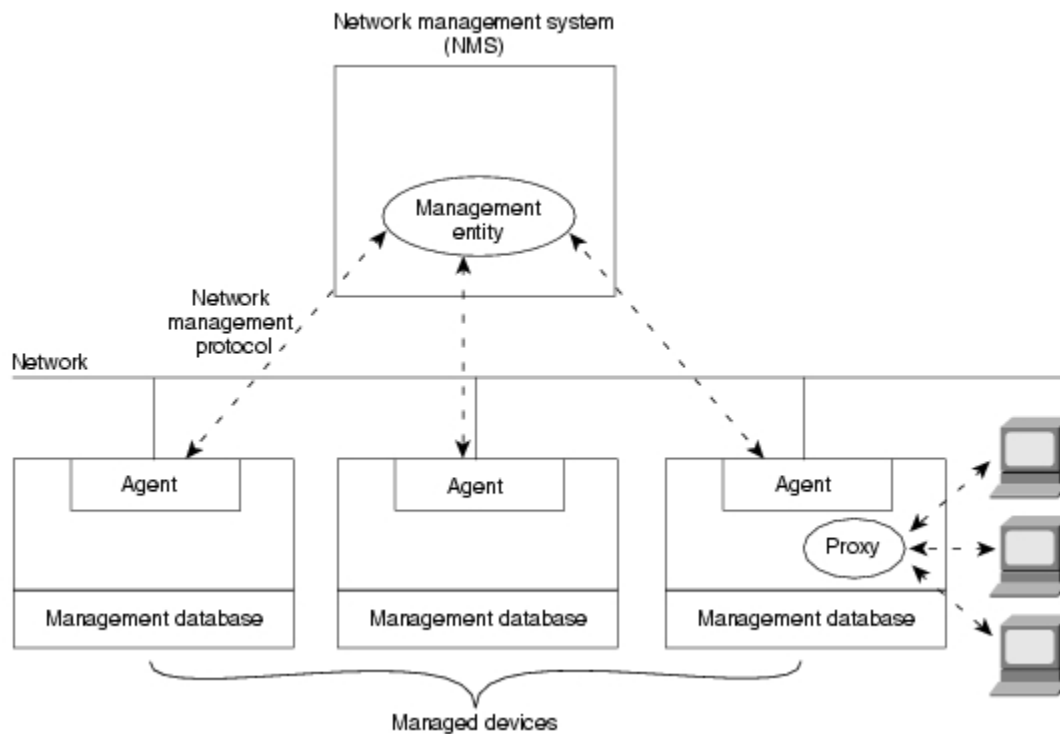 Network management system
(NMS)
Management
entity
Network
management
protocol
Network
Agent
Agent
Agent
Proxy
Management database
Management database
Management database
Managed devices